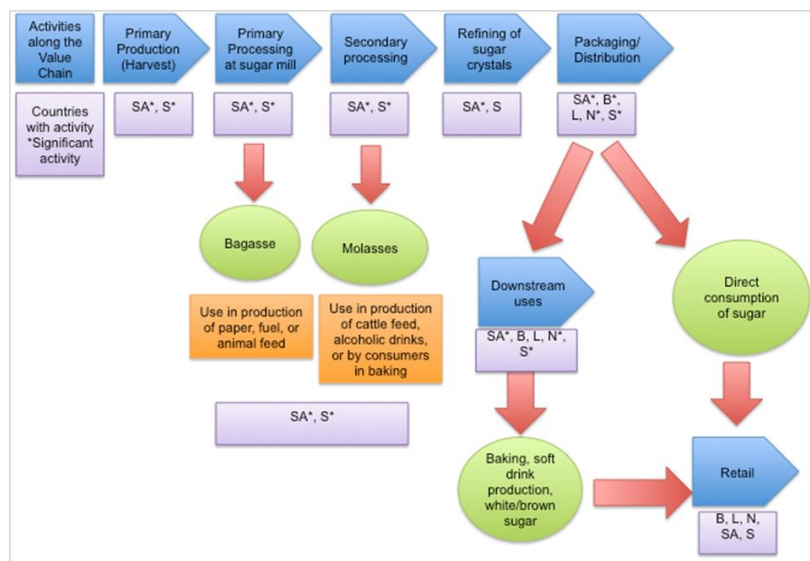 Activities
along the
Value
Chain
Primary
Production
(Harvest)
Primary
Processing
at sugar mill
Secondary
processing
Refining of
sugar
crystals
Packaging/
Distribution
Countries
with activity
*Significant
activity
SA*, S*
SA*, S*
SA*, S*
SA*, S
SA*, B*,
L, N*, S*
Bagasse
Molasses
Downstream
uses
Direct
consumption
of sugar
Use in production
of paper, fuel, or
animal feed
Use in production
of cattle feed,
alcoholic drinks,
or by consumers
in baking
SA*, B, L, N*,
S*
SA*, S*
Baking, soft
drink
production,
white/brown
sugar
Retail
B, L, N,
SA, S